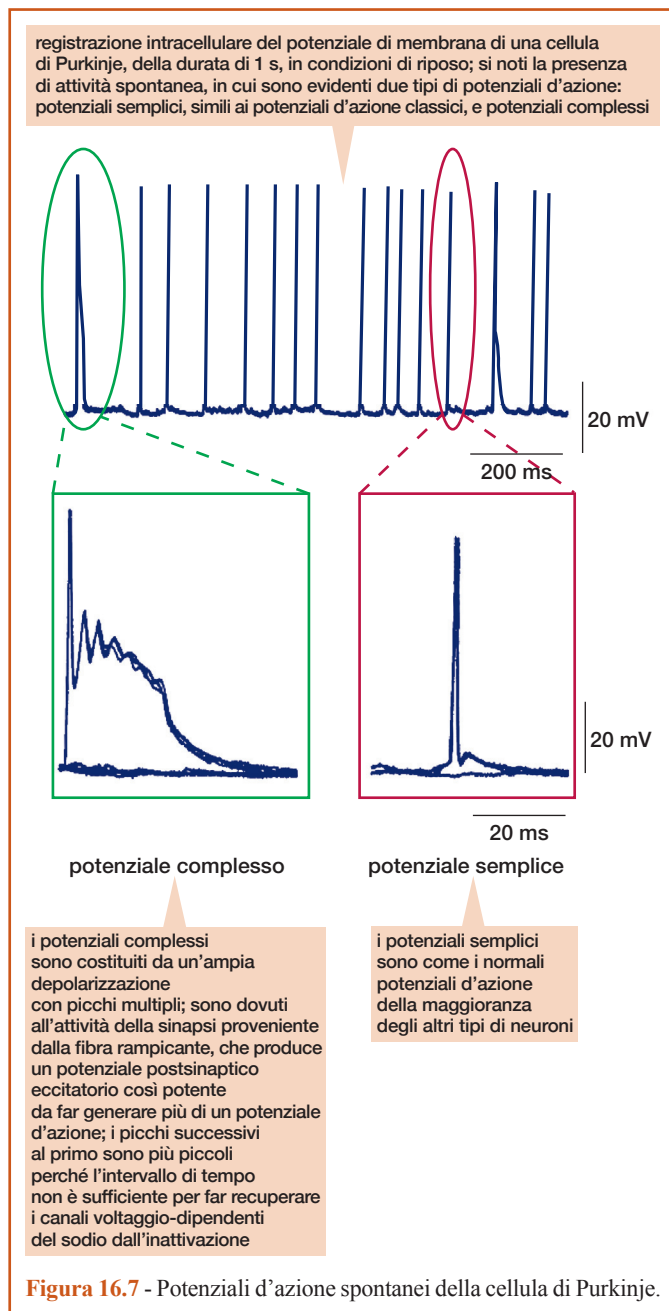 registrazione intracellulare del potenziale di membrana di una cellula
di Purkinje, della durata di 1 s, in condizioni di riposo; si noti la presenza
di attività spontanea, in cui sono evidenti due tipi di potenziali d'azione:
potenziali semplici, simili ai potenziali d'azione classici, e potenziali complessi
20 mV
200 ms
20 mV
20 ms
potenziale complesso
potenziale semplice
i potenziali complessi
sono costituiti da un'ampia
depolarizzazione
con picchi multipli; sono dovuti
all'attività della sinapsi proveniente
dalla fibra rampicante, che produce
un potenziale postsinaptico
eccitatorio così potente
da far generare più di un potenziale
d'azione; i picchi successivi
al primo sono più piccoli
perché l'intervallo di tempo
non è sufficiente per far recuperare
i canali voltaggio-dipendenti
del sodio dall'inattivazione
i potenziali semplici
sono come i normali
potenziali d'azione
della maggioranza
degli altri tipi di neuroni
Figura 16.7 - Potenziali d'azione spontanei della cellula di Purkinje.